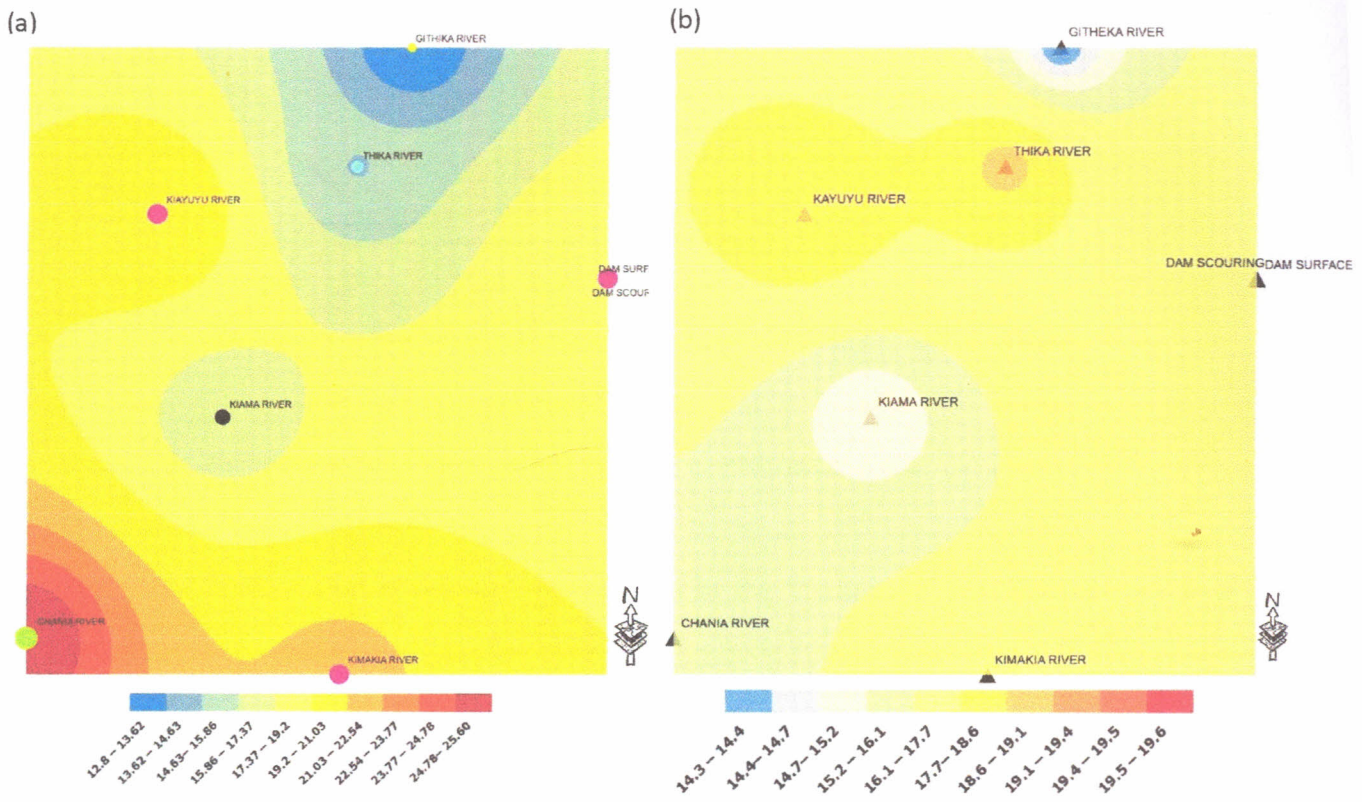 (a)
GITHIKA RIVER
THIKA RIVER
KIAYUYU RIVER
DAM SURF
DAM SCOUR
KIAMA RIVER
KIMAKIA RIVER
N
12.8 – 13.62
13.62 – 14.63
14.63– 15.86
15.86 – 17.37
17.37 – 19.2
19.2 – 21.03
21.03 – 22.54
22.54 – 23.77
23.77 – 24.78
24.78– 25.60
(b)
GITHEKA RIVER
THIKA RIVER
KAYUYU RIVER
DAM SCOURING DAM SURFACE
KIAMA RIVER
CHANIA RIVER
KIMAKIA RIVER
N
14.3 – 14.4
14.4– 14.7
14.7– 15.2
15.2 – 16.1
16.1 – 17.7
17.7– 18.6
18.6 – 19.1
19.1 – 19.4
19.4 – 19.5
19.5 – 19.6